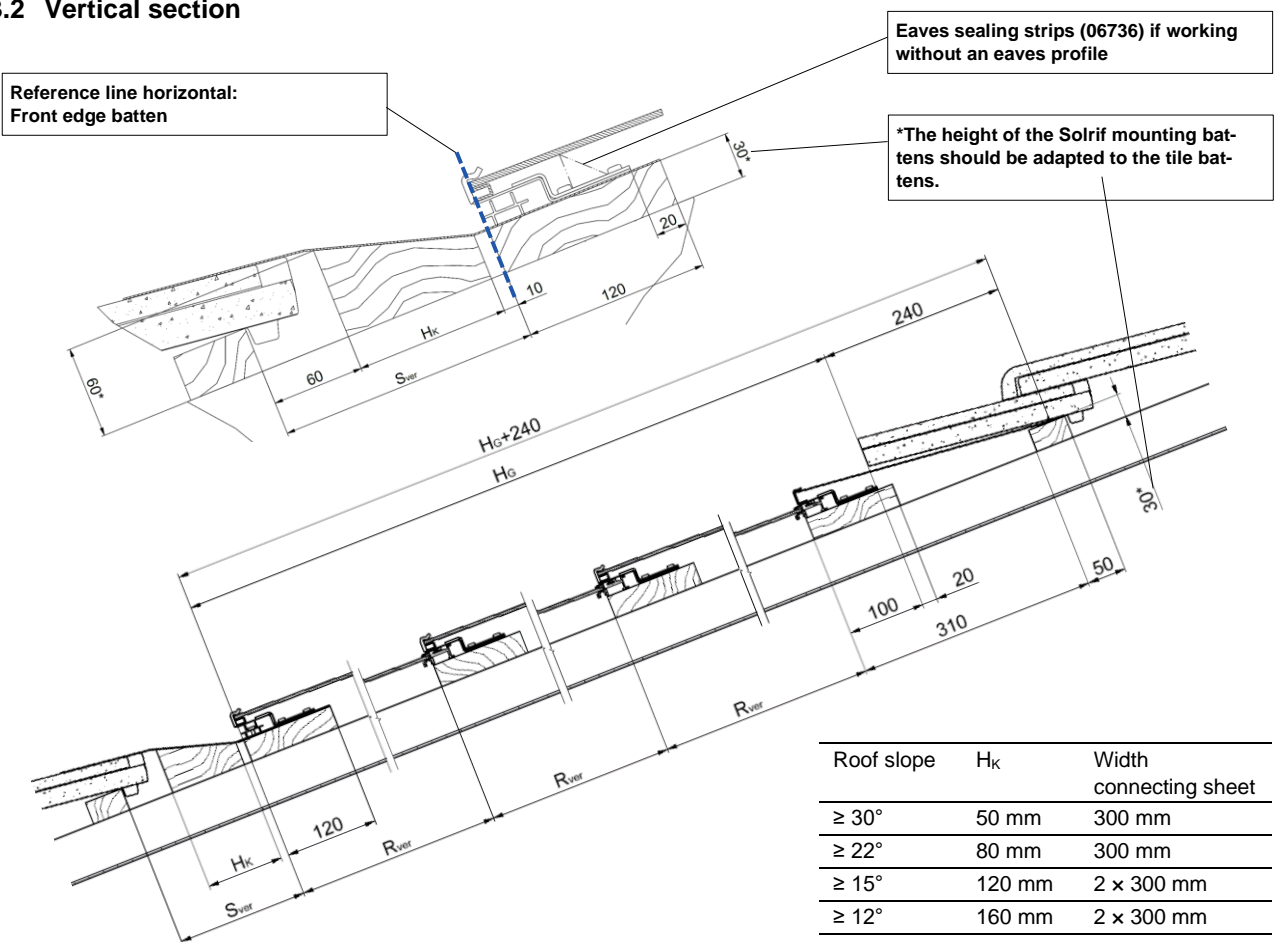 3.2 Vertical section
Eaves sealing strips (06736) if working
without an eaves profile
Reference line horizontal:
Front edge batten
*The height of the Solrif mounting bat-
tens should be adapted to the tile bat-
tens.
30*
20
120
10
HK
60
Sver
60*
240
HG+240
HG
30*
50
20
100
310
Rver
Rver
Rver
120
HK
Sver
Roof slope HK Width
connecting sheet
≥ 30° 50 mm 300 mm
≥ 22° 80 mm 300 mm
≥ 15° 120 mm 2 × 300 mm
≥ 12° 160 mm 2 × 300 mm